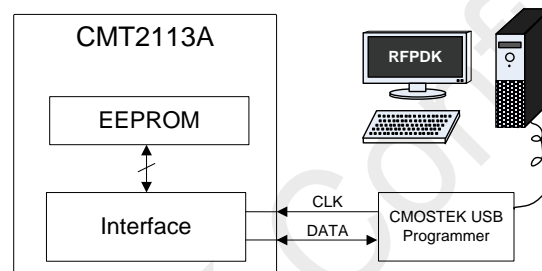 CMT2113A
RFPDK
EEPROM
CLK
Interface
DATA
CMOSTEK USB
Programmer